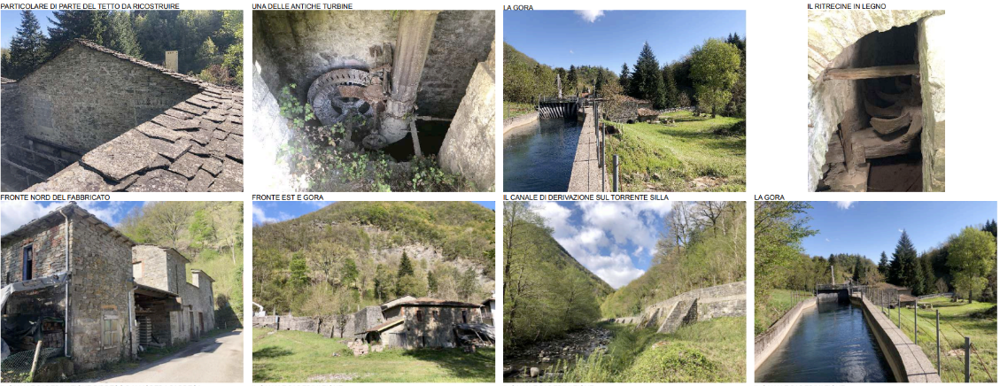 PARTICOLARE DI PARTE DEL TETTO DA RICOSTRUIRE
UNA DELLE ANTICHE TURBINE
LA GORA
IL RITRECINE IN LEGNO
FRONTE NORD DEL FABBRICATO
FRONTE EST E GORA
IL CANALE DI DERIVAZIONE SUL TORRENTE SILLA
LA GORA